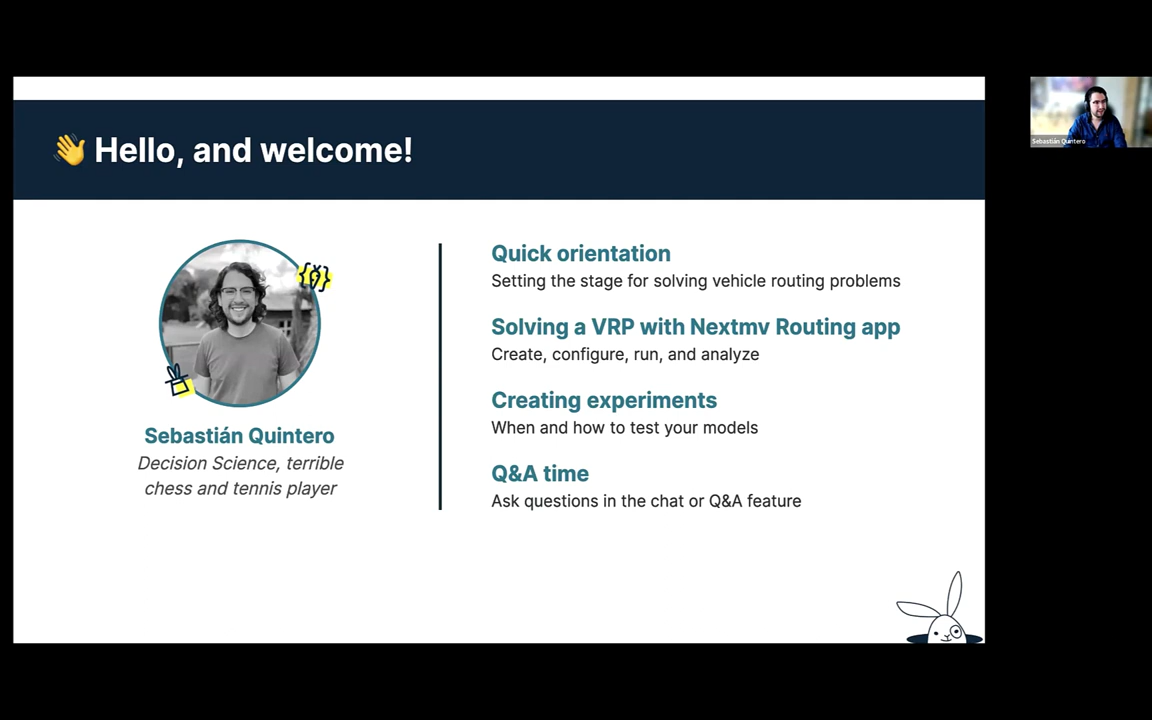 👋 Hello, and welcome!
Sebastián Quintero
Decision Science, terrible
chess and tennis player
Quick orientation
Setting the stage for solving vehicle routing problems
Solving a VRP with Nextmv Routing app
Create, configure, run, and analyze
Creating experiments
When and how to test your models
Q&A time
Ask questions in the chat or Q&A feature
Sebastián Quintero